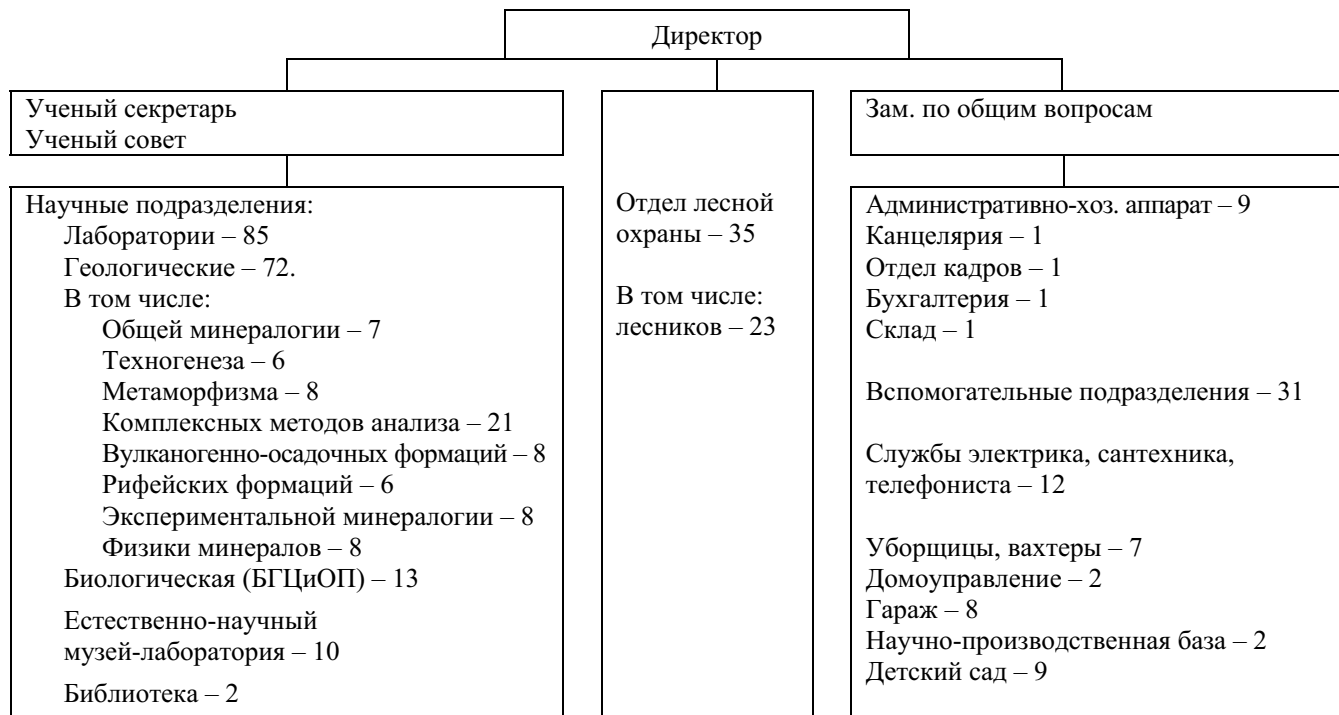 Директор
Ученый секретарь
Ученый совет
Научные подразделения:
Лаборатории – 85
Геологические – 72.
В том числе:
Общей минералогии – 7
Техногенеза – 6
Метаморфизма – 8
Комплексных методов анализа – 21
Вулканогенно-осадочных формаций – 8
Рифейских формаций – 6
Экспериментальной минералогии – 8
Физики минералов – 8
Биологическая (БГЦиОП) – 13
Естественно-научный
музей-лаборатория – 10
Библиотека – 2
Отдел лесной
охраны – 35
В том числе:
лесников – 23
Зам. по общим вопросам
Административно-хоз. аппарат – 9
Канцелярия – 1
Отдел кадров – 1
Бухгалтерия – 1
Склад – 1
Вспомогательные подразделения – 31
Службы электрика, сантехника,
телефониста – 12
Уборщицы, вахтеры – 7
Домоуправление – 2
Гараж – 8
Научно-производственная база – 2
Детский сад – 9